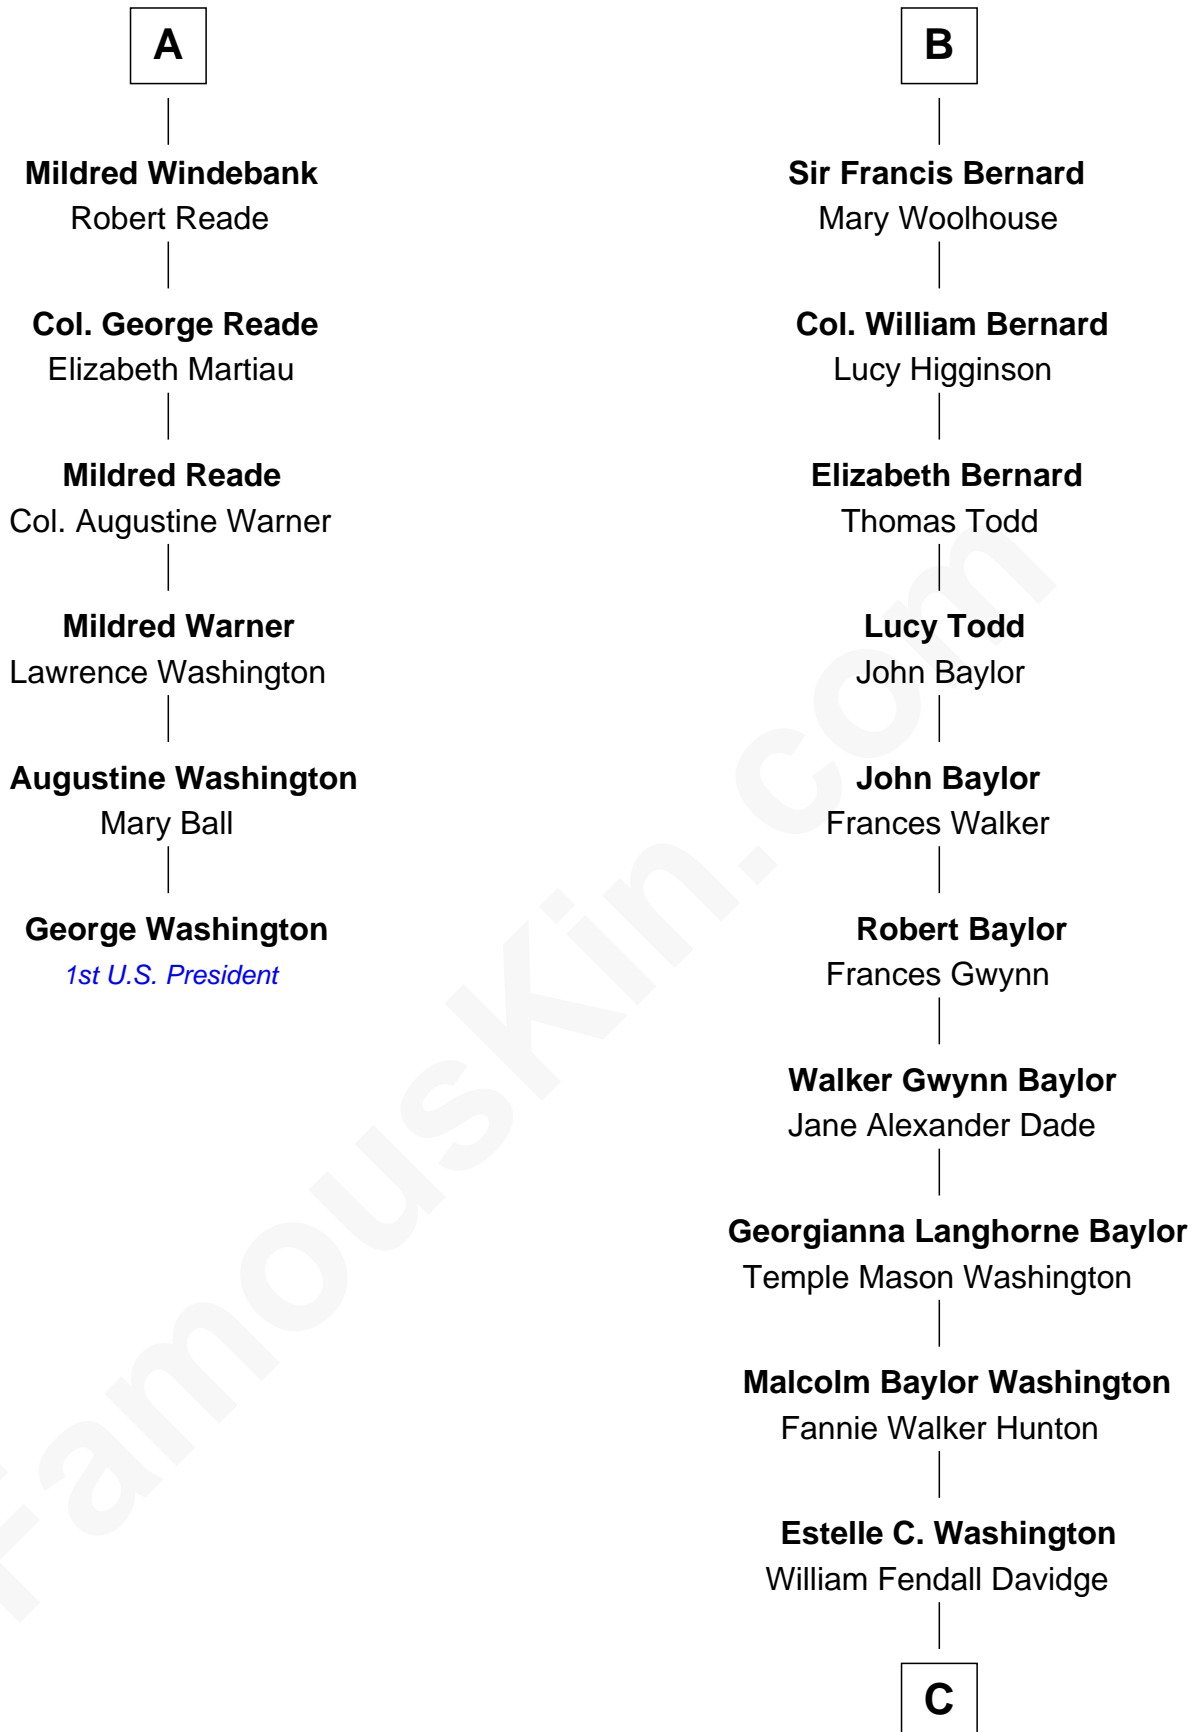 A
Mildred Windebank
Robert Reade
Col. George Reade
Elizabeth Martiau
Mildred Reade
Col. Augustine Warner
Mildred Warner
Lawrence Washington
Augustine Washington
Mary Ball
George Washington
1st U.S. President
B
Sir Francis Bernard
Mary Woolhouse
Col. William Bernard
Lucy Higginson
Elizabeth Bernard
Thomas Todd
Lucy Todd
John Baylor
John Baylor
Frances Walker
Robert Baylor
Frances Gwynn
Walker Gwynn Baylor
Jane Alexander Dade
Georgianna Langhorne Baylor
Temple Mason Washington
Malcolm Baylor Washington
Fannie Walker Hunton
Estelle C. Washington
William Fendall Davidge
C
FamousKin.com